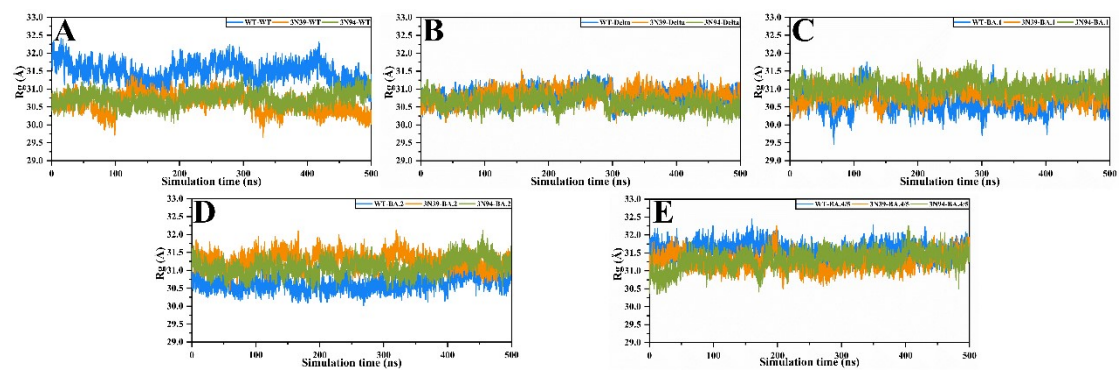 A
WT-WT 3N39-WT 3N94-WT
Rg (Å)
33.0
32.5
32.0
31.5
31.0
30.5
30.0
29.5
29.0
0 100 200 300 400 500
Simulation time (ns)
B
WT-Delta 3N39-Delta 3N94-Delta
Rg (Å)
33.0
32.5
32.0
31.5
31.0
30.5
30.0
29.5
29.0
0 100 200 300 400 500
Simulation time (ns)
C
WT-BA.1 3N39-BA.1 3N94-BA.1
Rg (Å)
33.0
32.5
32.0
31.5
31.0
30.5
30.0
29.5
29.0
0 100 200 300 400 500
Simulation time (ns)
D
WT-BA.2 3N39-BA.2 3N94-BA.2
Rg (Å)
33.0
32.5
32.0
31.5
31.0
30.5
30.0
29.5
29.0
0 100 200 300 400 500
Simulation time (ns)
E
WT-BA.4/5 3N39-BA.4/5 3N94-BA.4/5
Rg (Å)
33.0
32.5
32.0
31.5
31.0
30.5
30.0
29.5
29.0
0 100 200 300 400 500
Simulation time (ns)